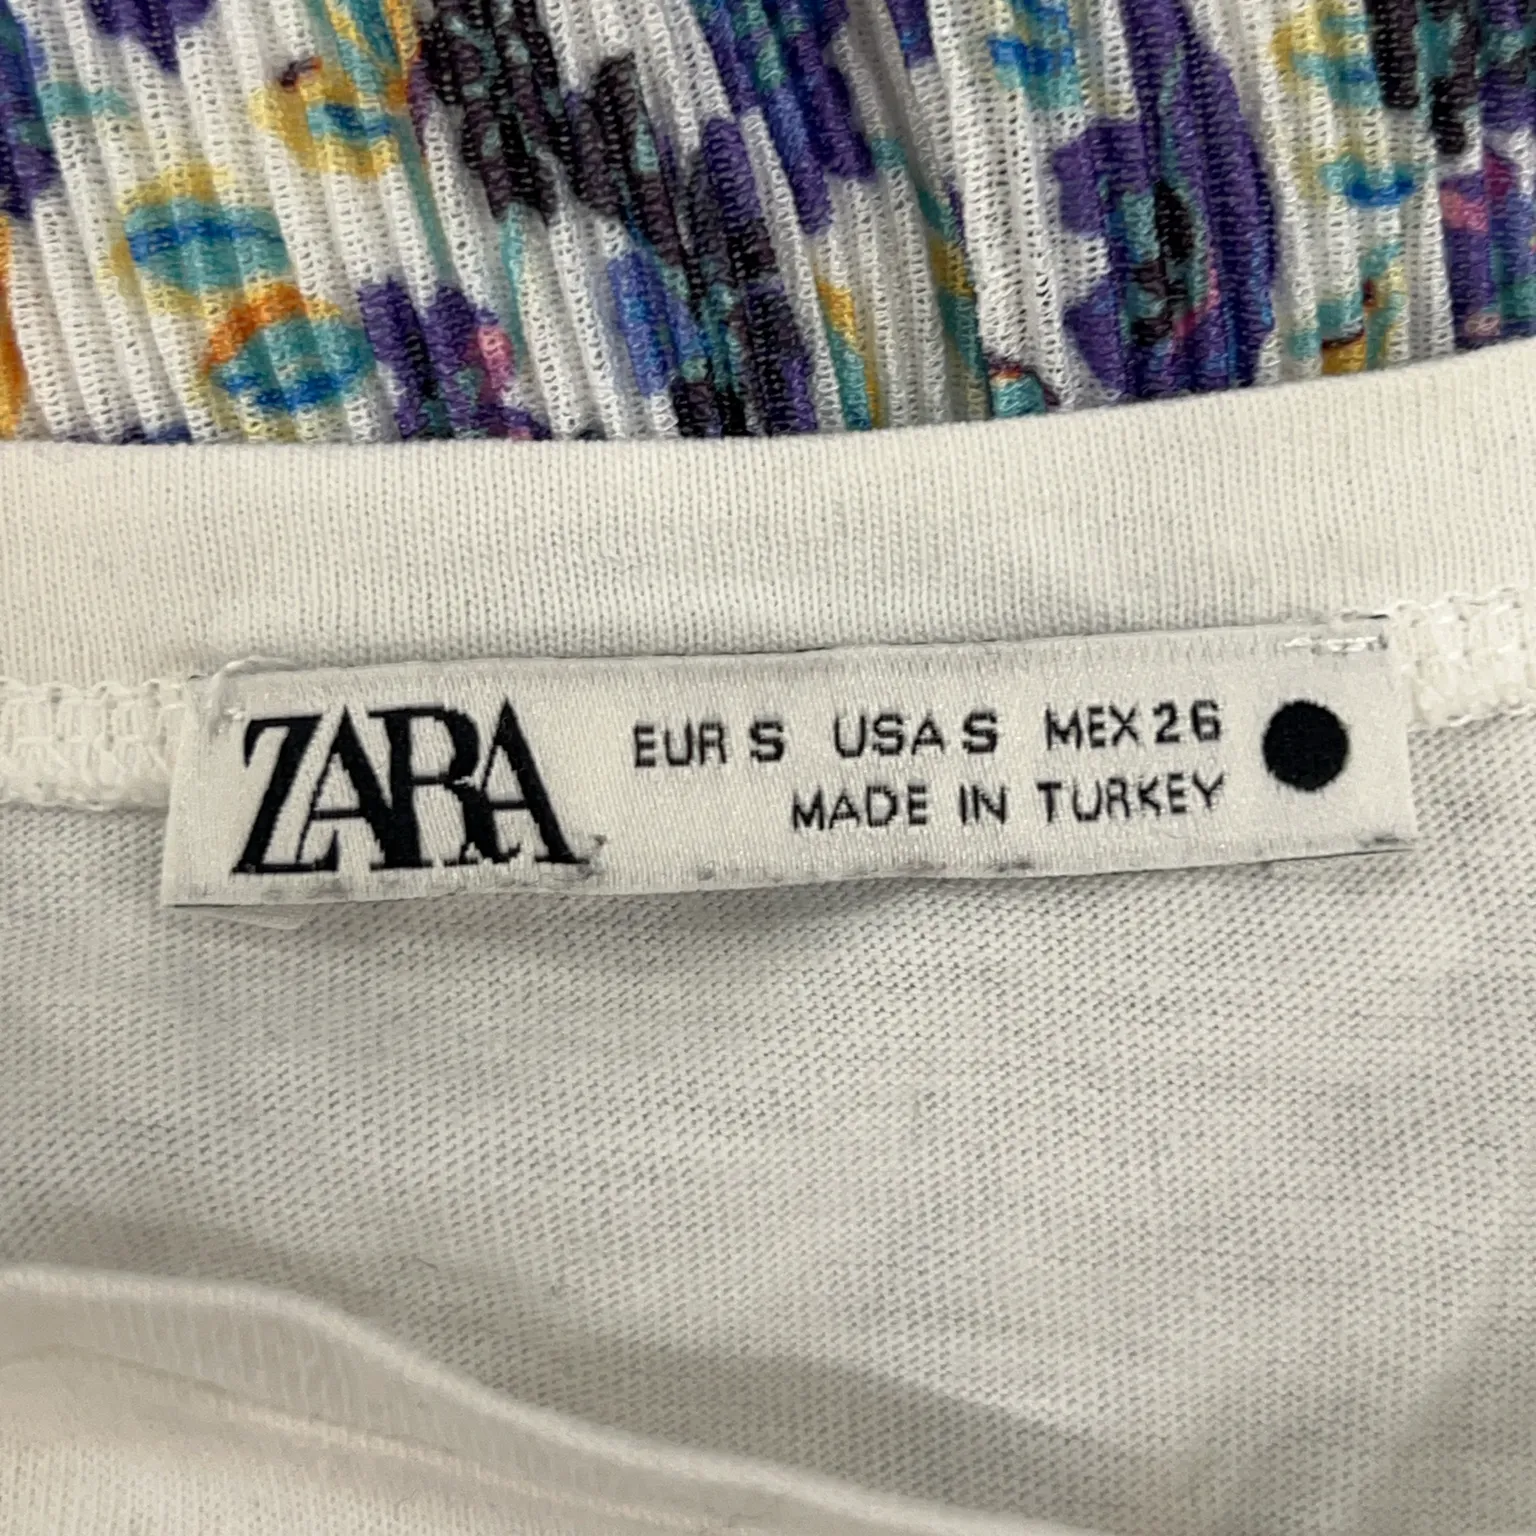 ZARA EUR S USA S MEX 26
MADE IN TURKEY